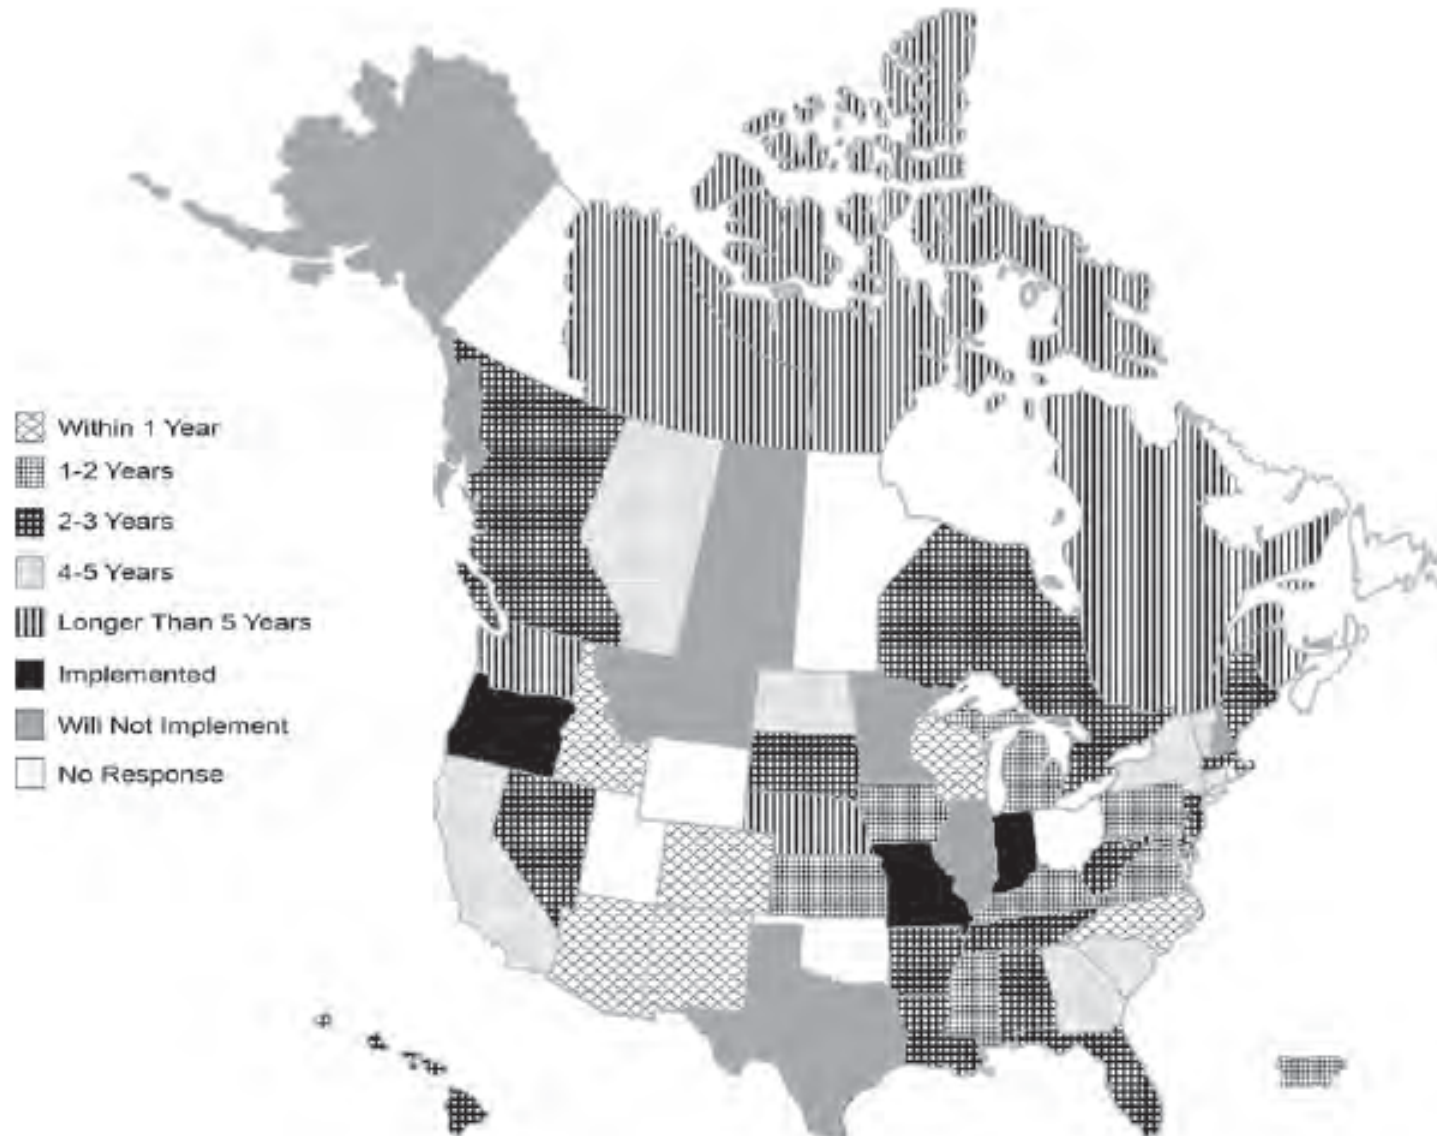 Within 1 Year
1-2 Years
2-3 Years
4-5 Years
Longer Than 5 Years
Implemented
Will Not Implement
No Response